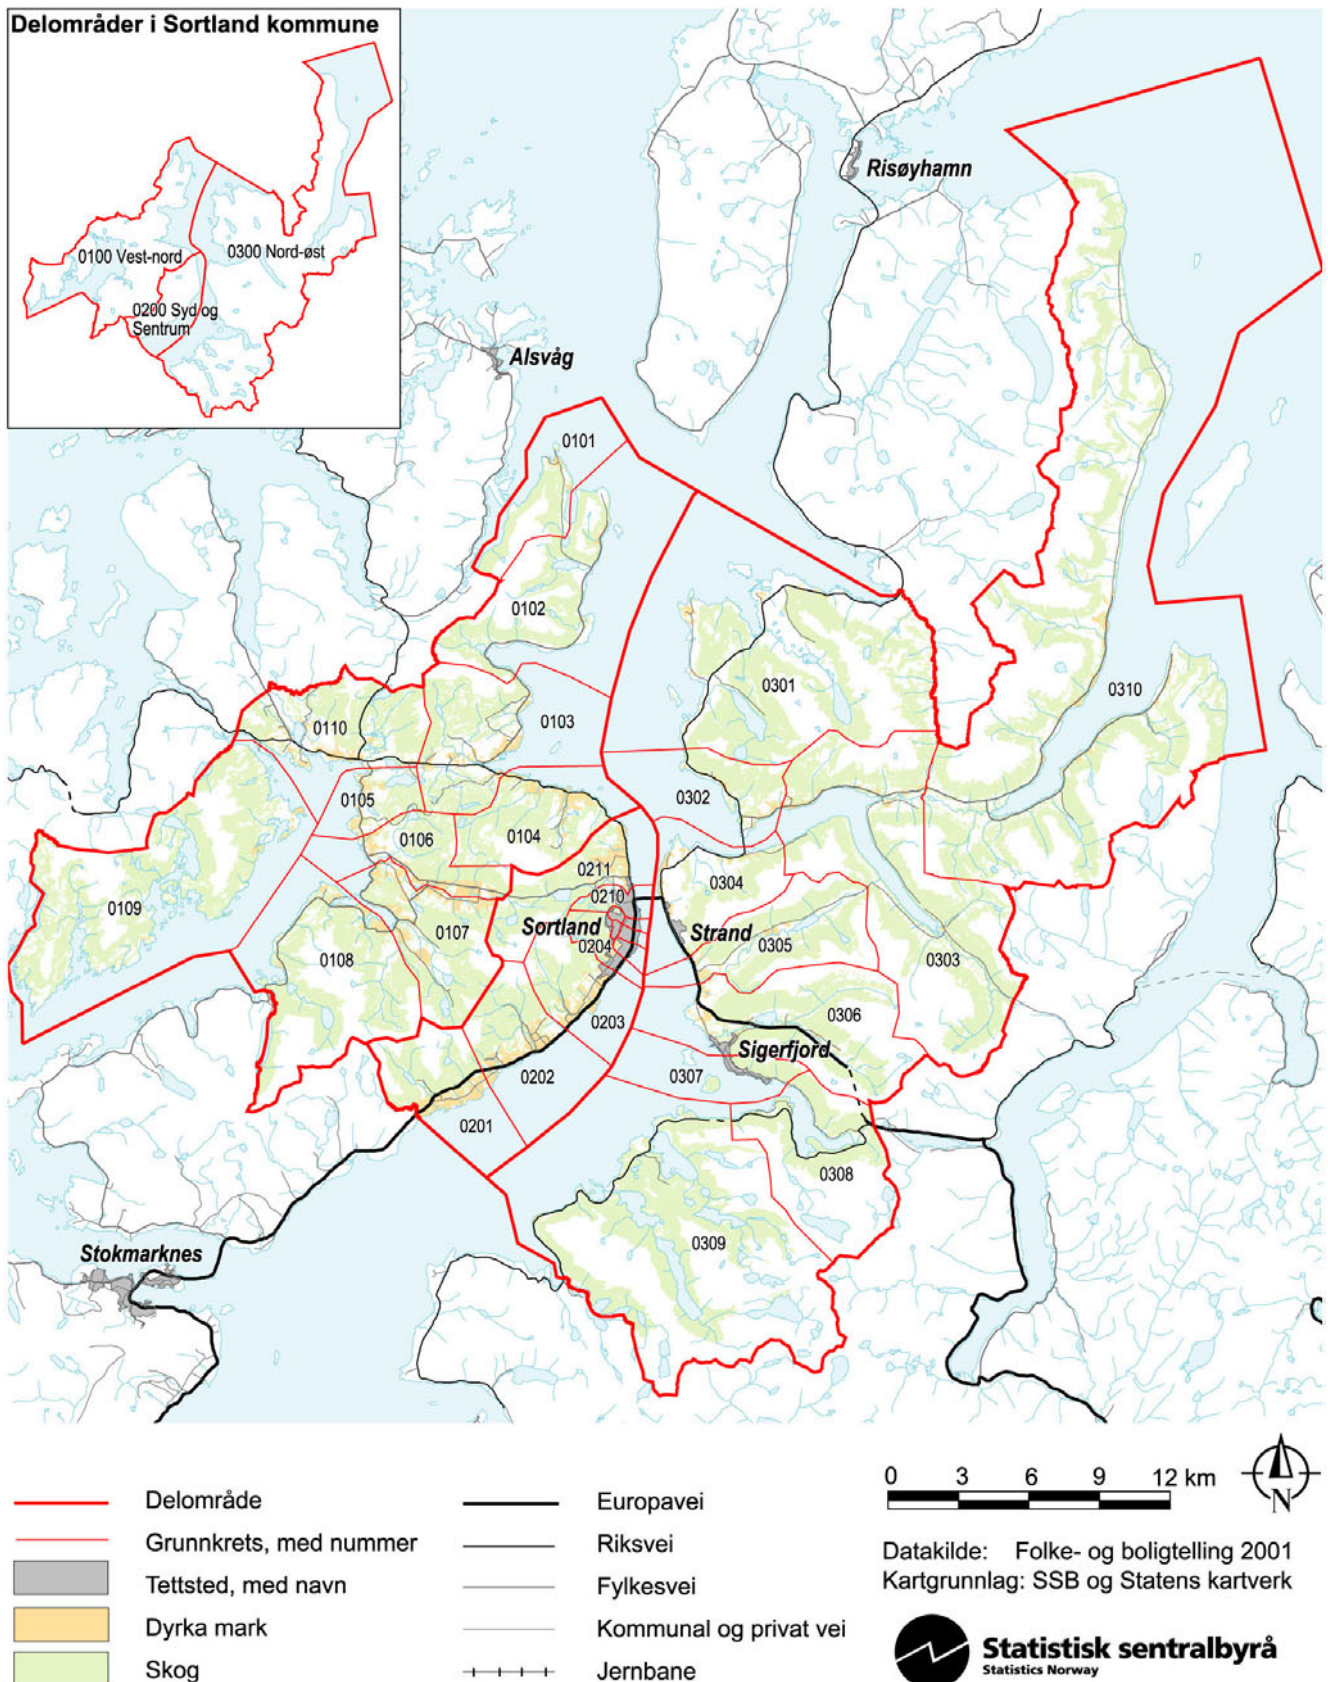 Delområder i Sortland kommune
0100 Vest-nord
0300 Nord-øst
0200 Syd og
Sentrum
Risøyhamn
Alsvåg
0101
0102
0301
0310
0110
0103
0105
0302
0106
0104
0211
0304
0109
0210
0107
Sortland
Strand
0204
0305
0303
0108
0203
0306
Sigerfjord
0202
0307
0201
0308
0309
Stokmarknes
0 3 6 9 12 km
N
Delområde
Grunnkrets, med nummer
Tettsted, med navn
Dyrka mark
Skog
Europavei
Riksvei
Fylkesvei
Kommunal og privat vei
Jernbane
Datakilde: Folke- og boligtelling 2001
Kartgrunnlag: SSB og Statens kartverk
Statistisk sentralbyrå
Statistics Norway